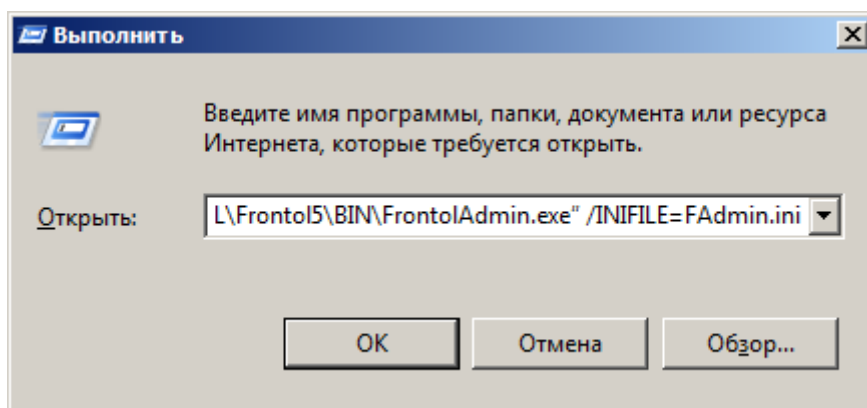 Выполнить
Введите имя программы, папки, документа или ресурса
Интернета, которые требуется открыть.
Открыть:
L\Frontol5\BIN\FrontolAdmin.exe" /INIFILE=FAdmin.ini
ОК
Отмена
Обзор...